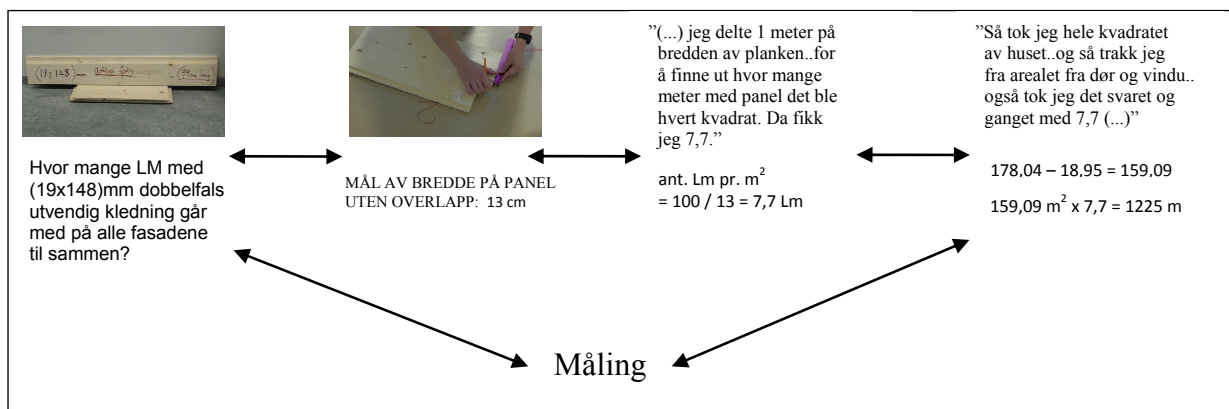 (19x148)mm dobbel fals
Hvor mange LM med
(19x148)mm dobbelfals
utvendig kledning går
med på alle fasadene
til sammen?
MÅL AV BREDDE PÅ PANEL
UTEN OVERLAPP: 13 cm
”(...) jeg delte 1 meter på
bredden av planken..for
å finne ut hvor mange
meter med panel det ble
hvert kvadrat. Da fikk
jeg 7,7.”
ant. Lm pr. m²
= 100 / 13 = 7,7 Lm
”Så tok jeg hele kvadratet
av huset..og så trakk jeg
fra arealet fra dør og vindu..
også tok jeg det svaret og
ganget med 7,7 (...)”
178,04 – 18,95 = 159,09
159,09 m² x 7,7 = 1225 m
Måling